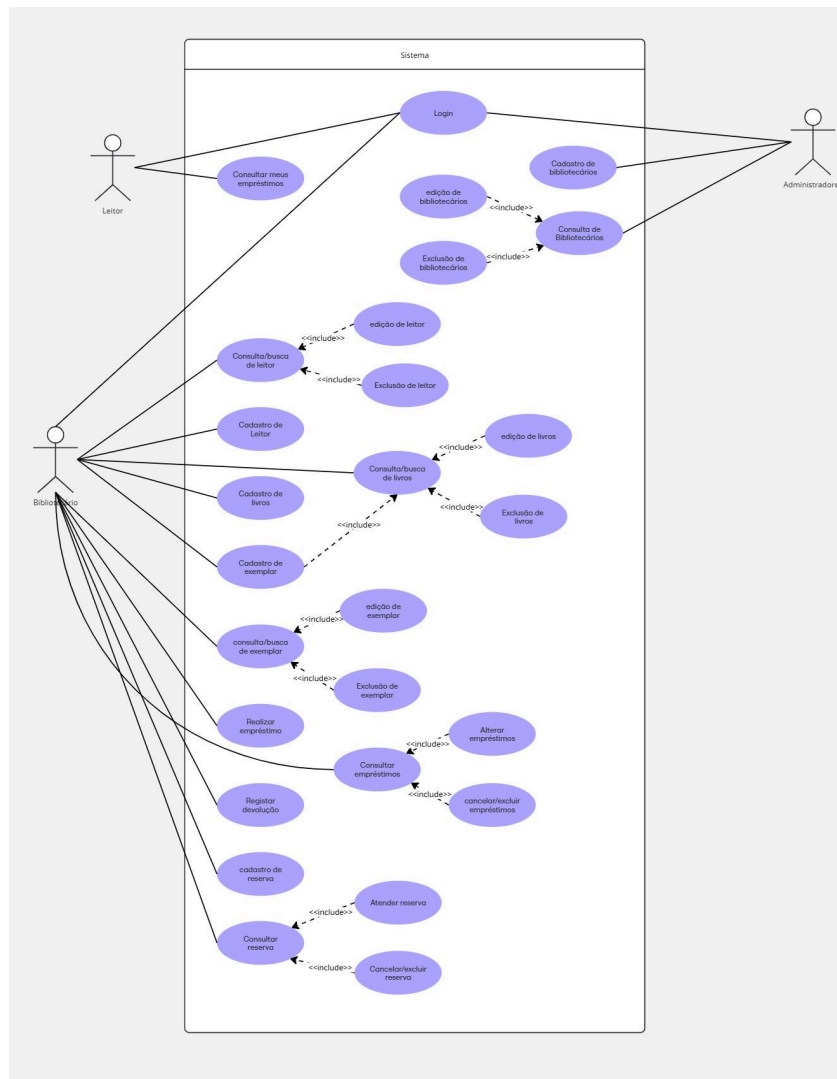 Sistema
Login
Leitor
Consultar meus
empréstimos
Cadastro de
bibliotecários
Administradore
edição de
bibliotecários
<<include>>
Consulta de
Bibliotecários
Exclusão de
bibliotecários
<<include>>
edição de leitor
<<include>>
Consulta/busca
de leitor
<<include>>
Exclusão de leitor
Cadastro de
Leitor
edição de livros
<<include>>
Consulta/busca
de livros
Bibliotecário
Cadastro de
livros
<<include>>
Exclusão de
livros
<<include>>
Cadastro de
exemplar
edição de
exemplar
<<include>>
consulta/busca
de exemplar
<<include>>
Exclusão de
exemplar
Realizar
empréstimo
Alterar
empréstimos
<<include>>
Consultar
empréstimos
<<include>>
cancelar/excluir
empréstimos
Registar
devolução
cadastro de
reserva
Atender reserva
<<include>>
Consultar
reserva
<<include>>
Cancelar/excluir
reserva